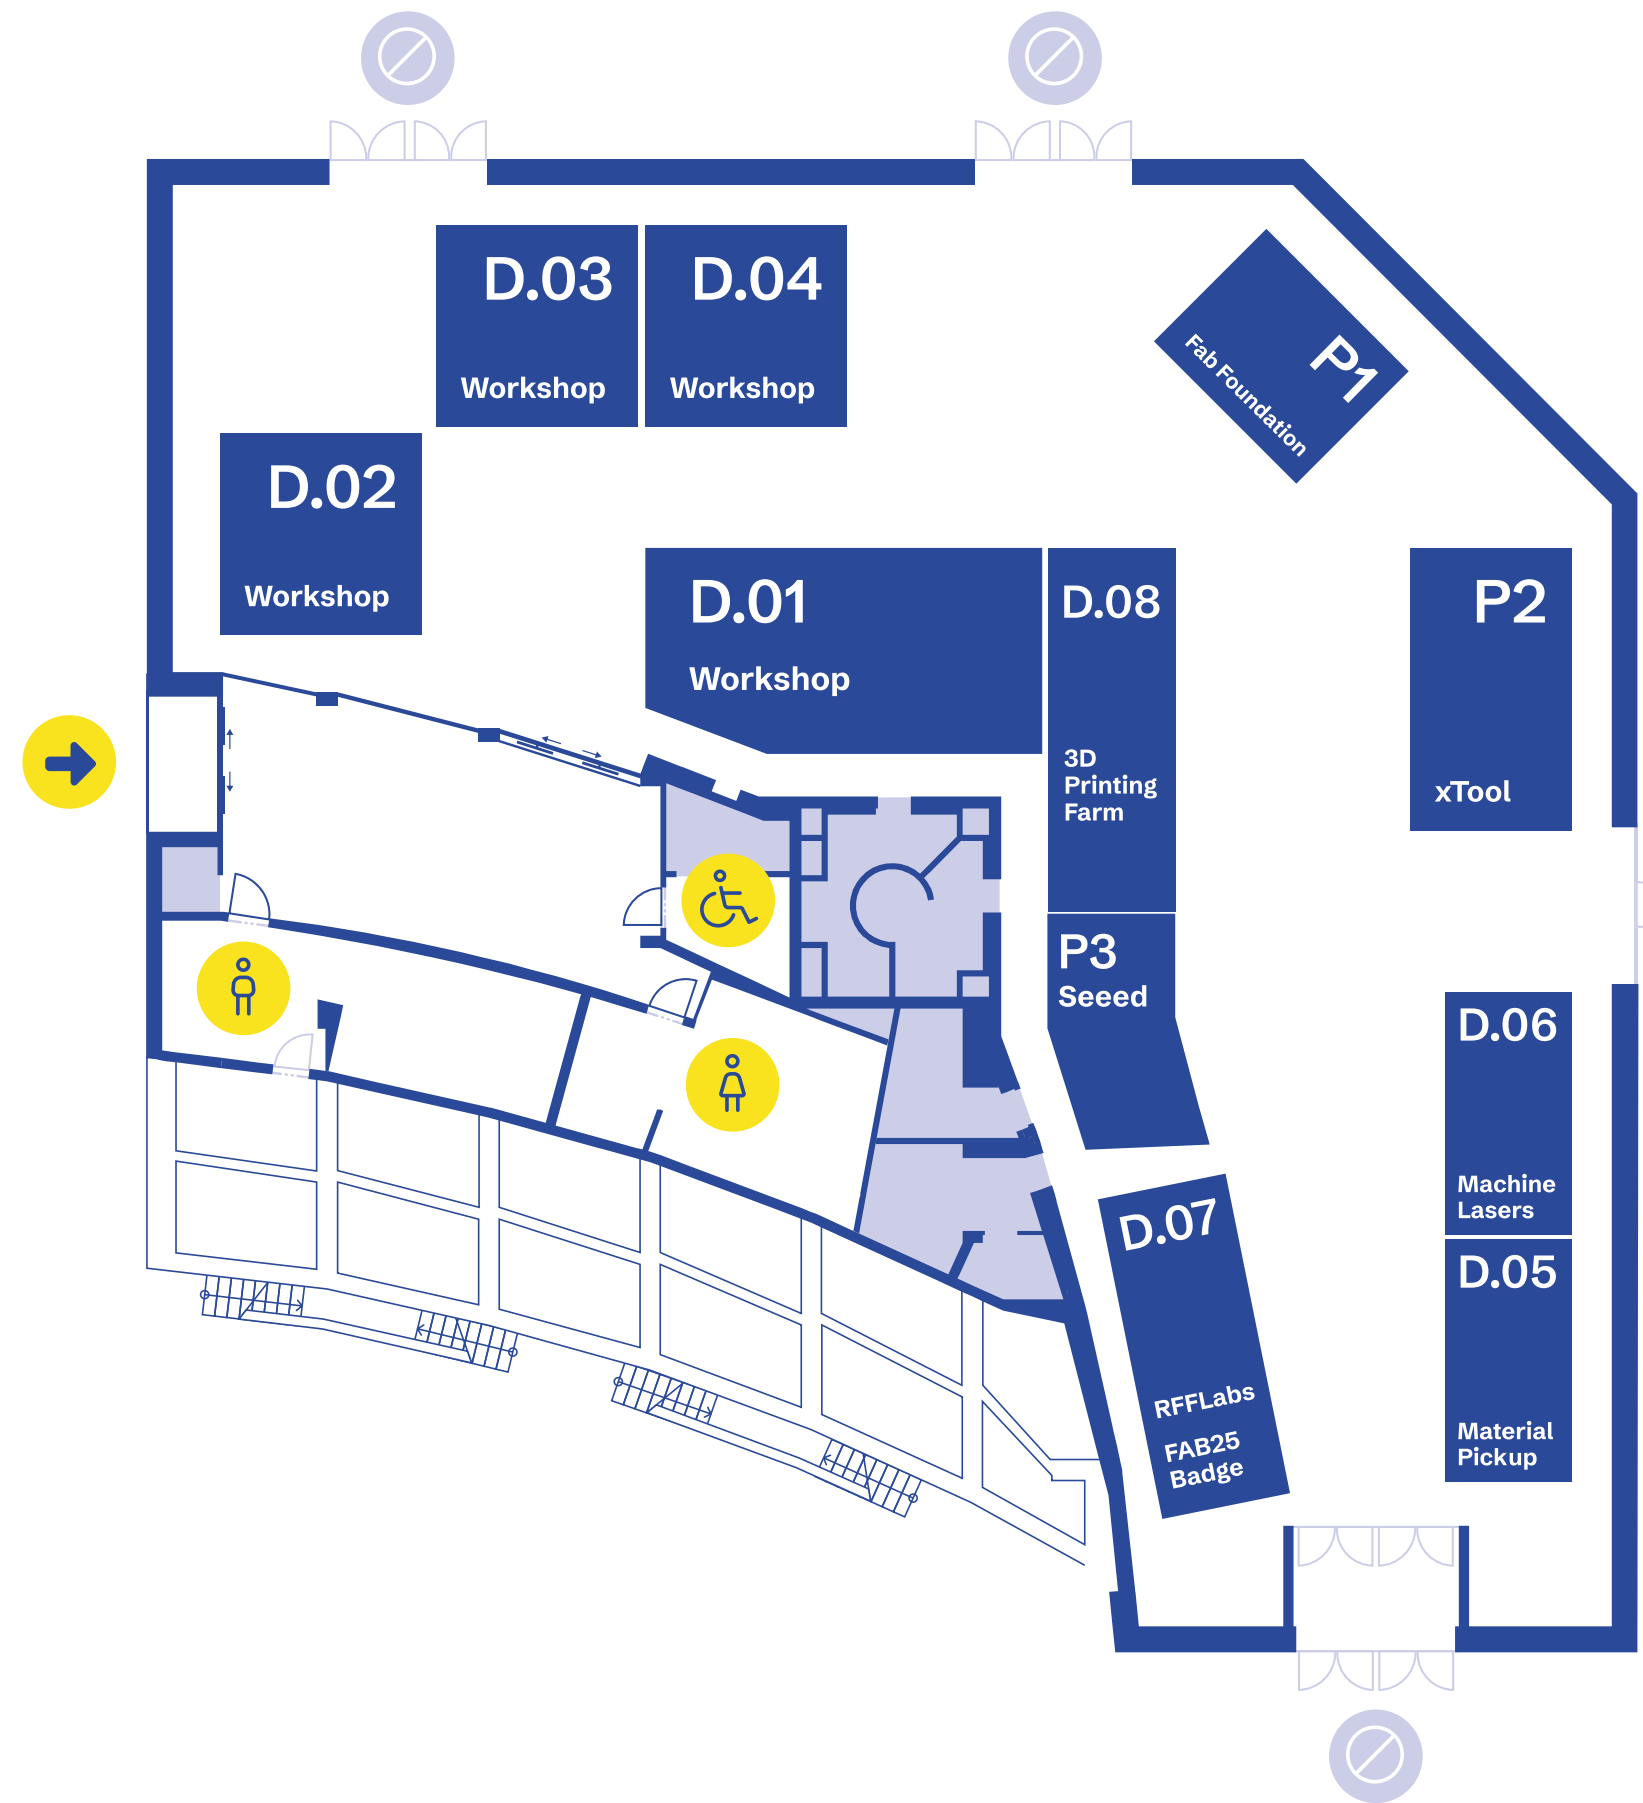 D.03
Workshop
D.04
Workshop
P1
Fab Foundation
D.02
Workshop
D.01
Workshop
D.08
3D
Printing
Farm
P2
xTool
P3
Seeed
D.06
Machine
Lasers
D.07
RFFLabs
FAB25
Badge
D.05
Material
Pickup